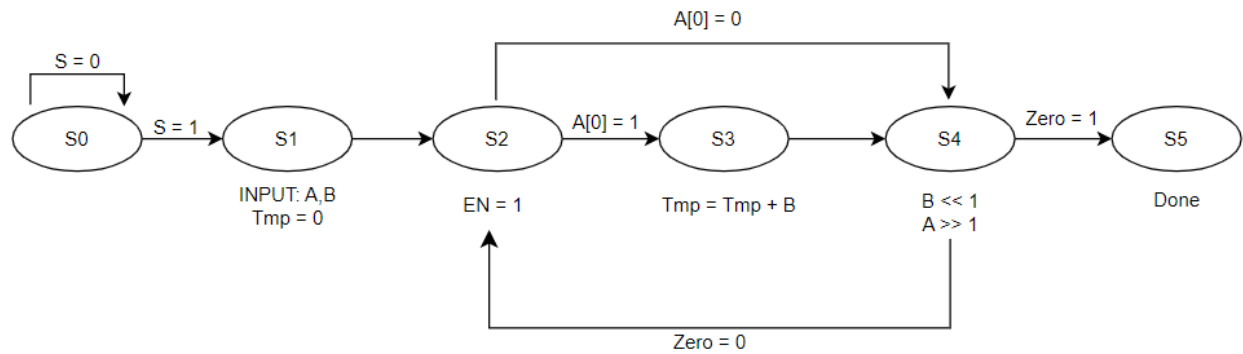 A[0] = 0
S = 0
S0
S = 1
S1
S2
A[0] = 1
S3
S4
Zero = 1
S5
INPUT: A,B
Tmp = 0
EN = 1
Tmp = Tmp + B
B << 1
A >> 1
Done
Zero = 0